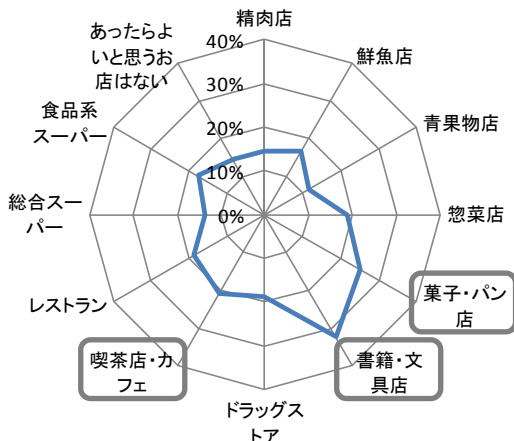 精肉店
鮮魚店
青果物店
惣菜店
菓子・パン
店
書籍・文
具店
ドラッグス
トア
喫茶店・カ
フェ
レストラン
総合スー
パー
食品系
スーパー
あったらよ
いと思うお
店はない
40%
30%
20%
10%
0%